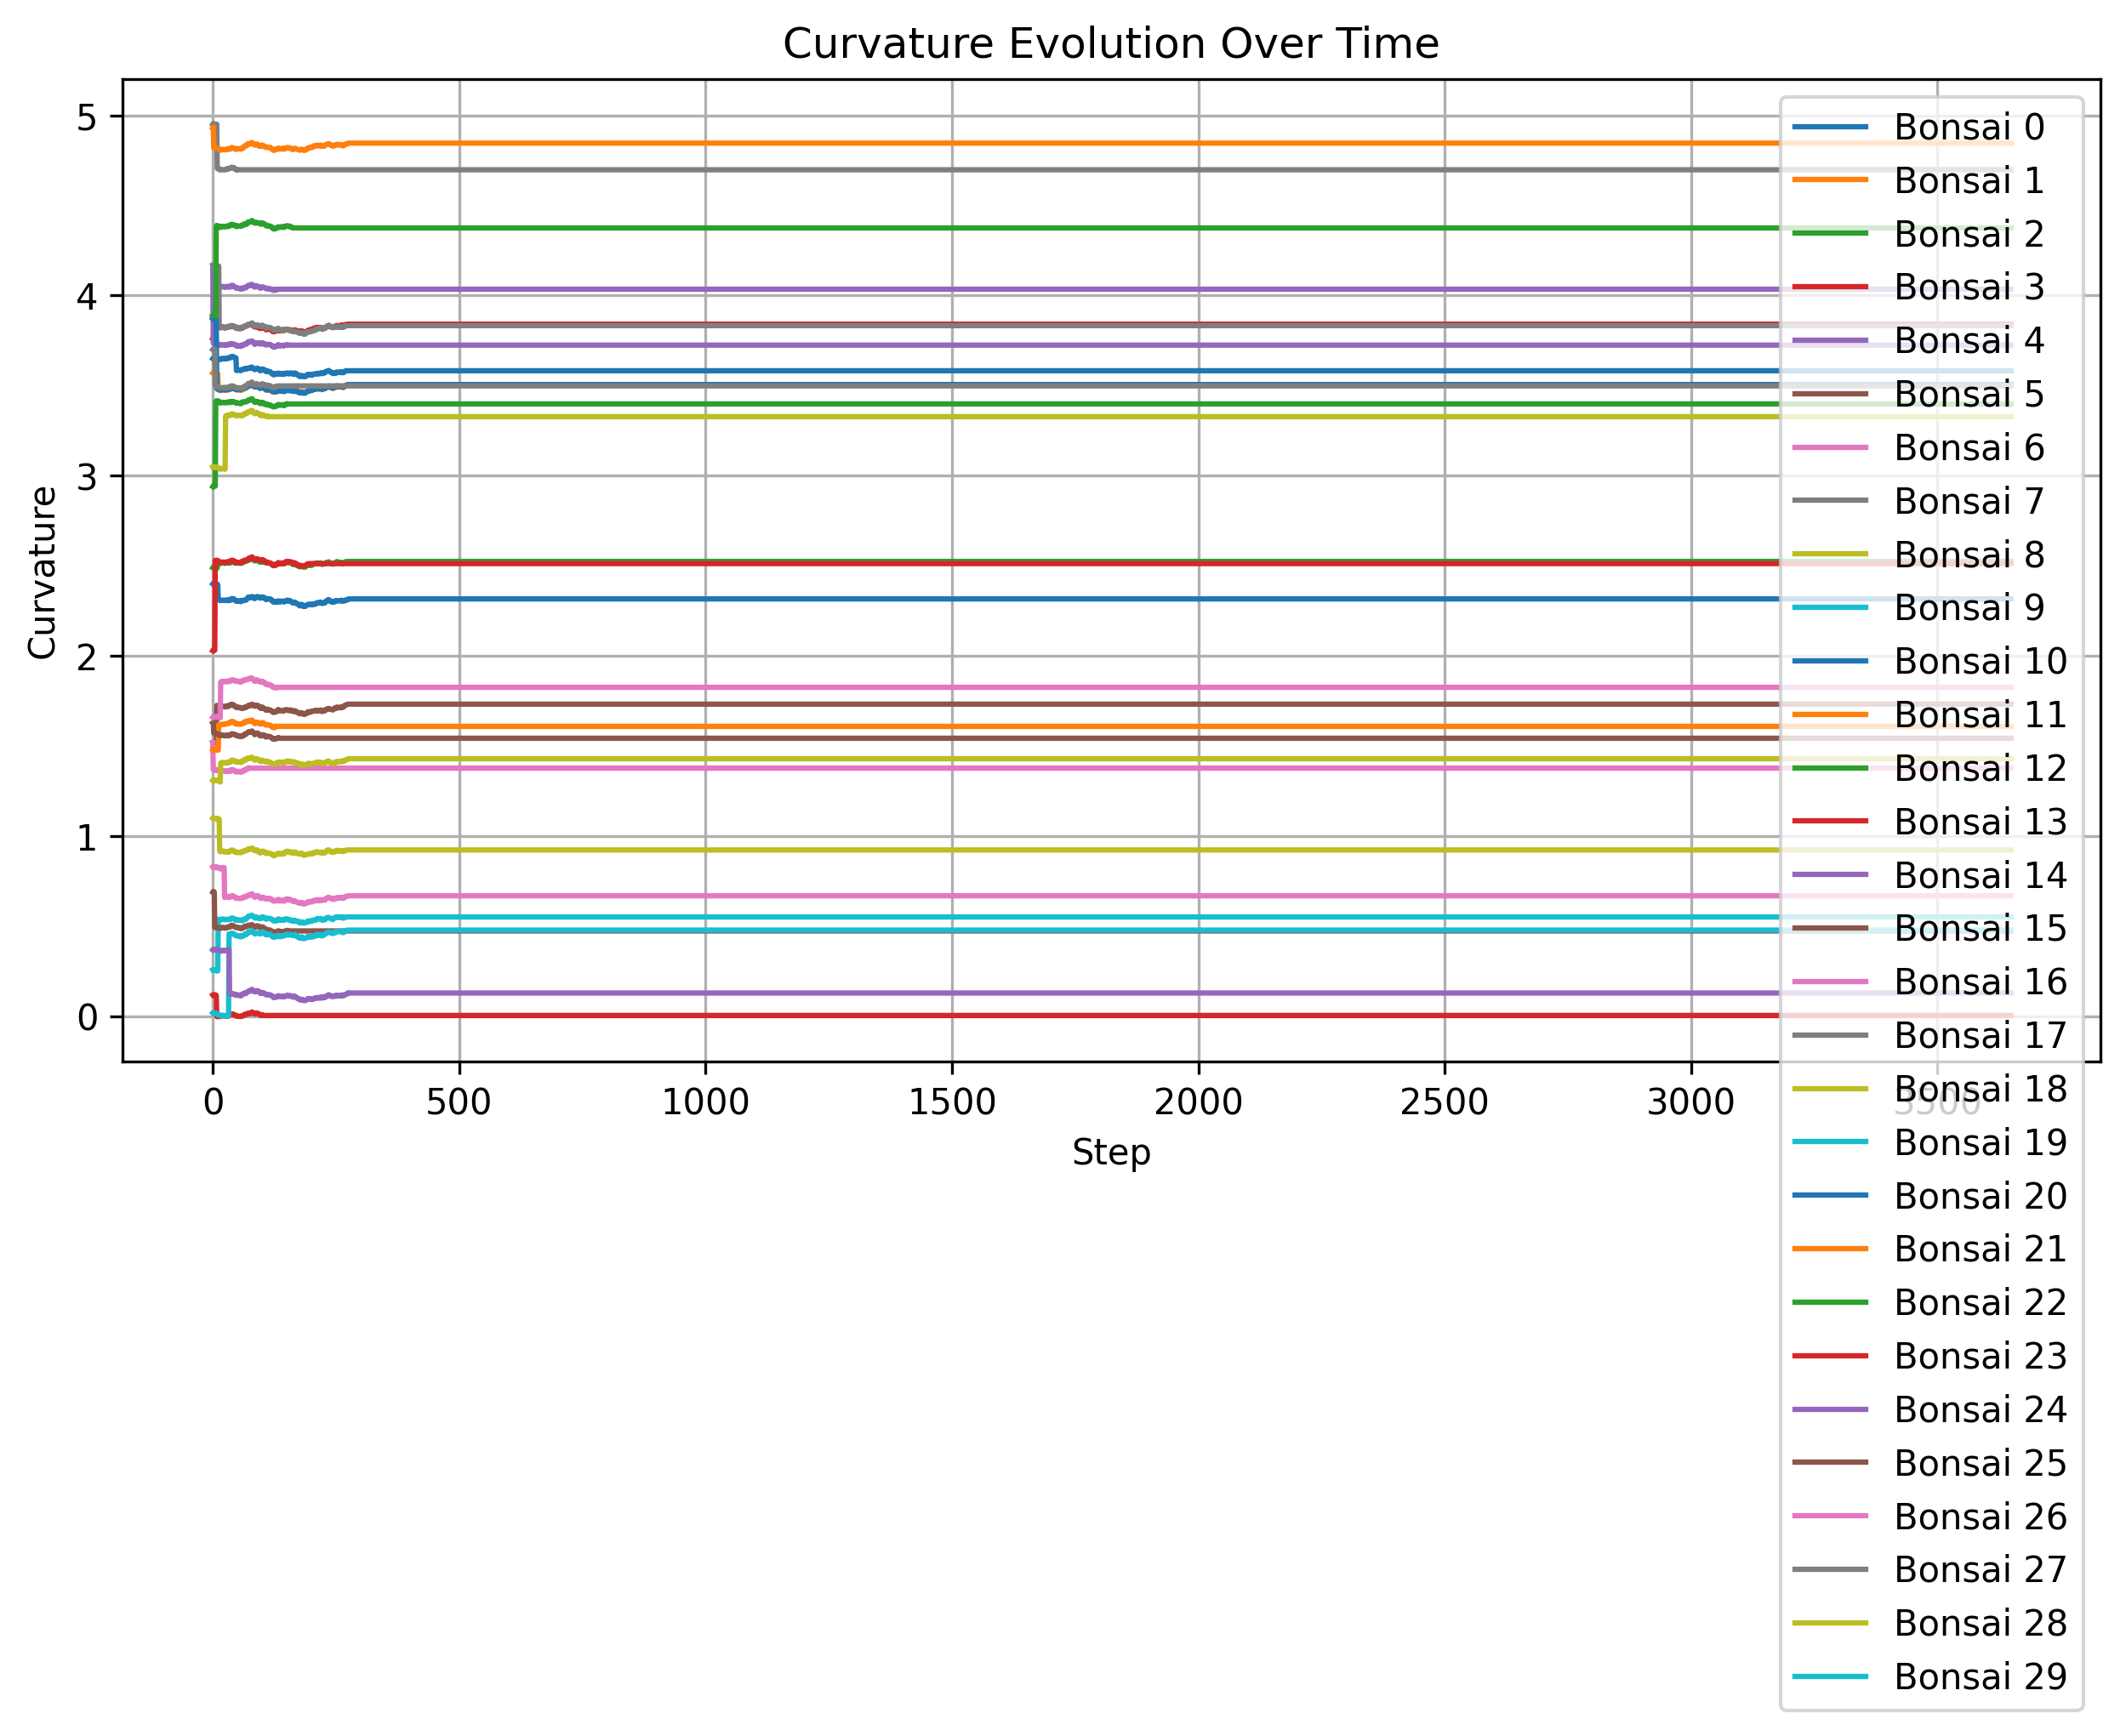 Curvature Evolution Over Time
5
4
3
2
1
0
Curvature
0 500 1000 1500 2000 2500 3000 3500
Step
Bonsai 0
Bonsai 1
Bonsai 2
Bonsai 3
Bonsai 4
Bonsai 5
Bonsai 6
Bonsai 7
Bonsai 8
Bonsai 9
Bonsai 10
Bonsai 11
Bonsai 12
Bonsai 13
Bonsai 14
Bonsai 15
Bonsai 16
Bonsai 17
Bonsai 18
Bonsai 19
Bonsai 20
Bonsai 21
Bonsai 22
Bonsai 23
Bonsai 24
Bonsai 25
Bonsai 26
Bonsai 27
Bonsai 28
Bonsai 29